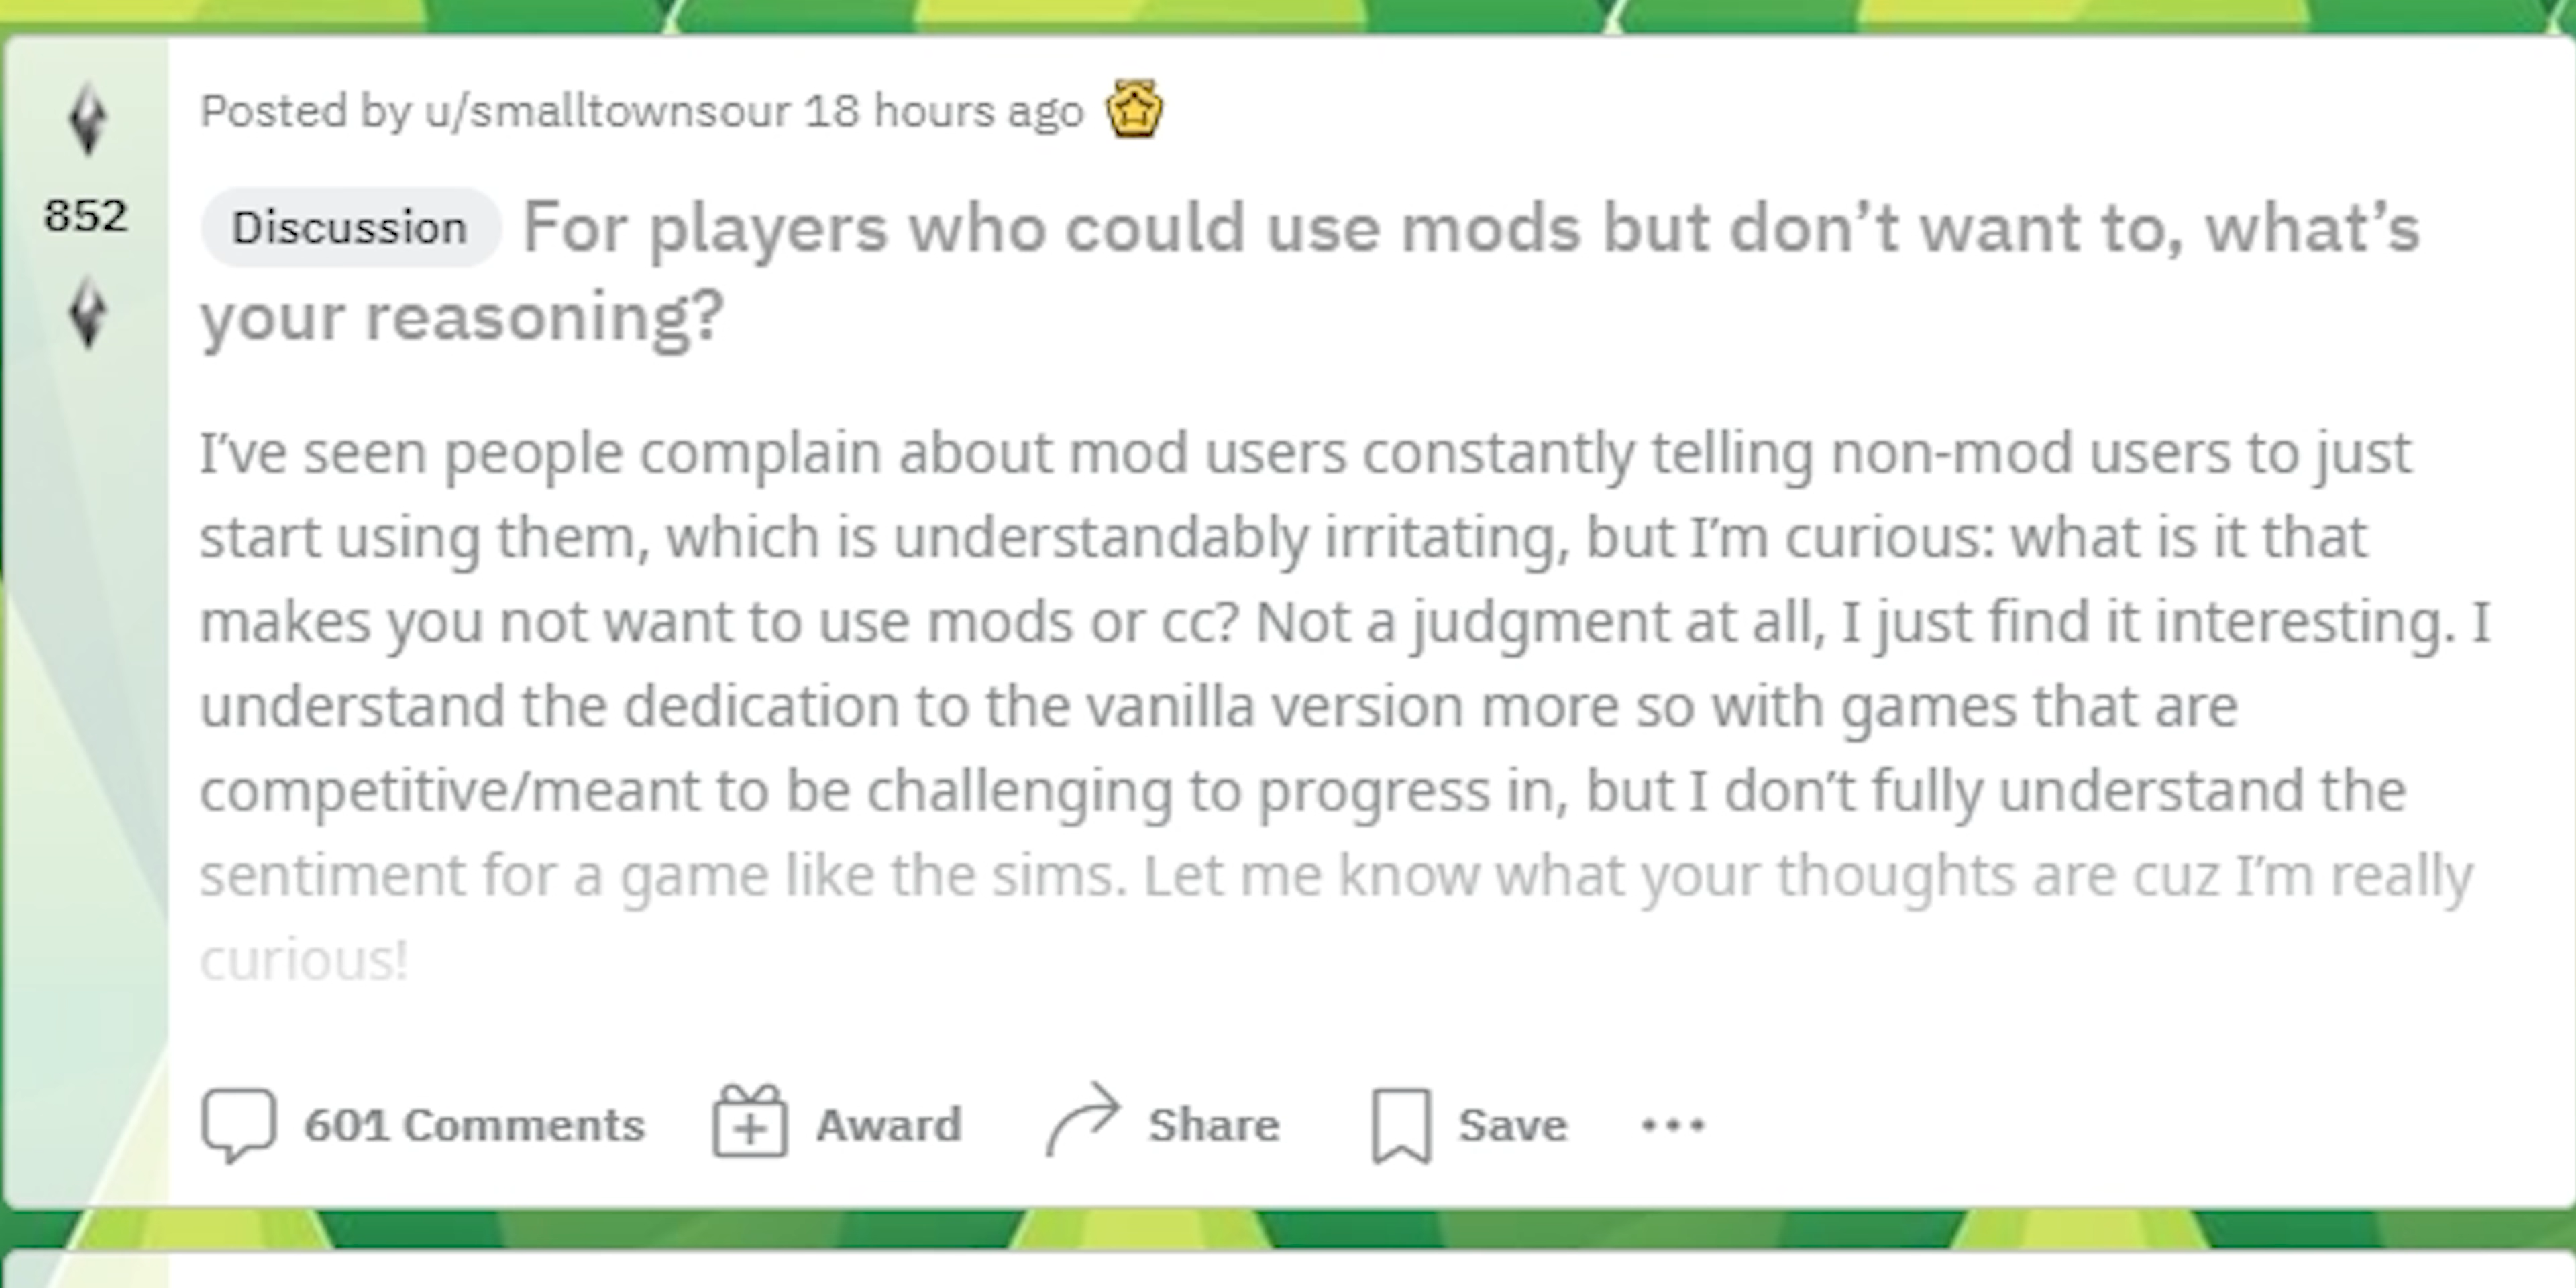 Posted by u/smalltownsour 18 hours ago
852
Discussion For players who could use mods but don’t want to, what’s
your reasoning?
I’ve seen people complain about mod users constantly telling non-mod users to just
start using them, which is understandably irritating, but I’m curious: what is it that
makes you not want to use mods or cc? Not a judgment at all, I just find it interesting. I
understand the dedication to the vanilla version more so with games that are
competitive/meant to be challenging to progress in, but I don’t fully understand the
sentiment for a game like the sims. Let me know what your thoughts are cuz I’m really
curious!
601 Comments Award Share Save